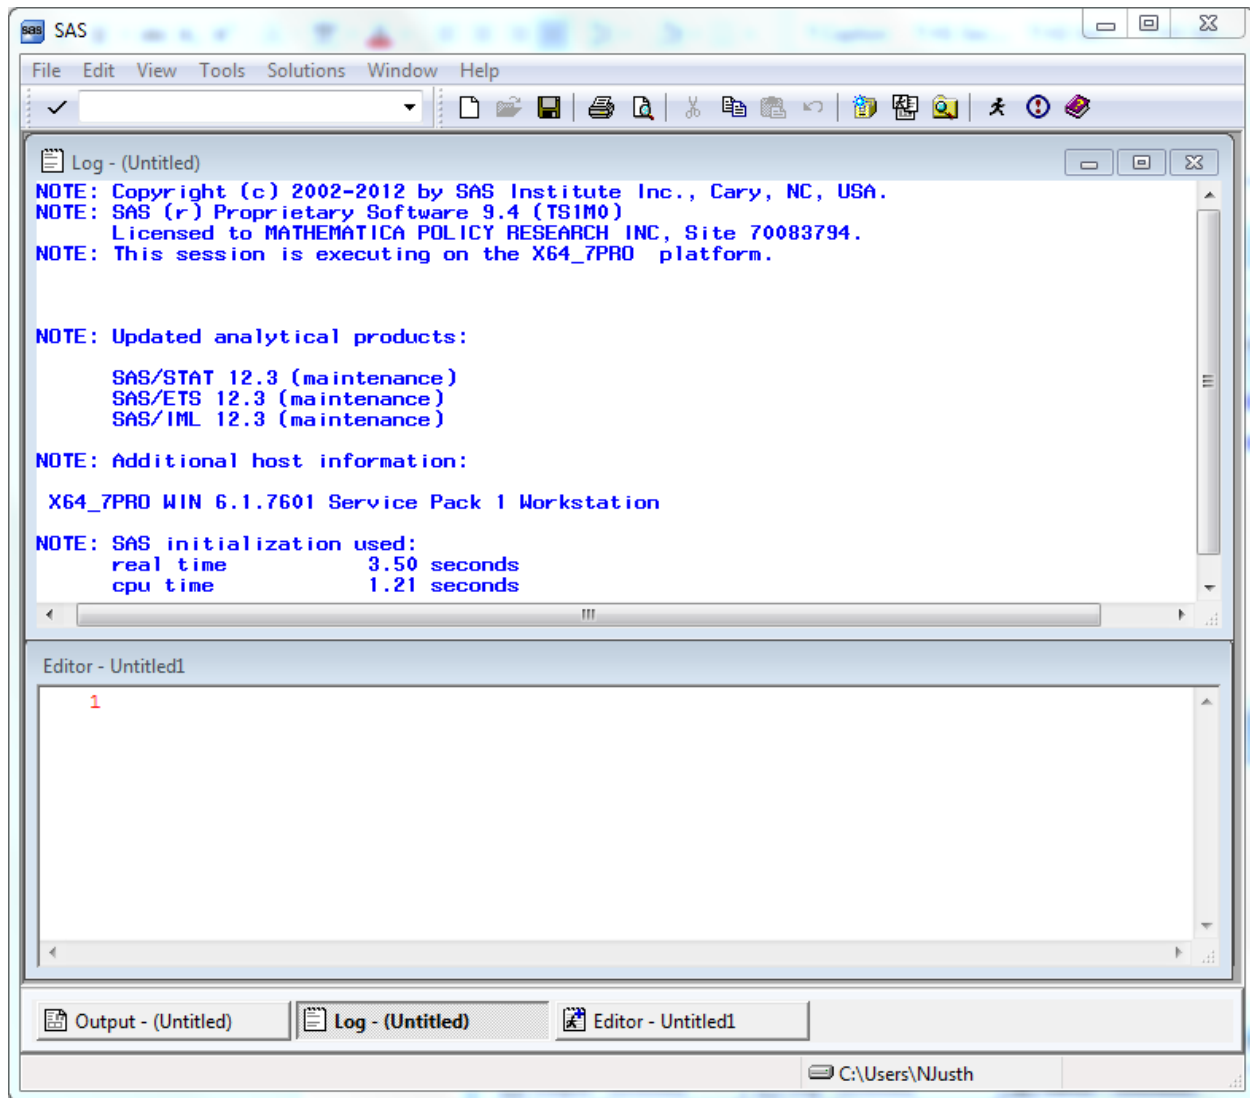 sas SAS
File Edit View Tools Solutions Window Help
Log - (Untitled)
NOTE: Copyright (c) 2002-2012 by SAS Institute Inc., Cary, NC, USA.
NOTE: SAS (r) Proprietary Software 9.4 (TS1M0)
Licensed to MATHEMATICA POLICY RESEARCH INC, Site 70083794.
NOTE: This session is executing on the X64_7PRO platform.
NOTE: Updated analytical products:
SAS/STAT 12.3 (maintenance)
SAS/ETS 12.3 (maintenance)
SAS/IML 12.3 (maintenance)
NOTE: Additional host information:
X64_7PRO WIN 6.1.7601 Service Pack 1 Workstation
NOTE: SAS initialization used:
real time 3.50 seconds
cpu time 1.21 seconds
Editor - Untitled1
1
Output - (Untitled) Log - (Untitled) Editor - Untitled1
C:\Users\NJusth